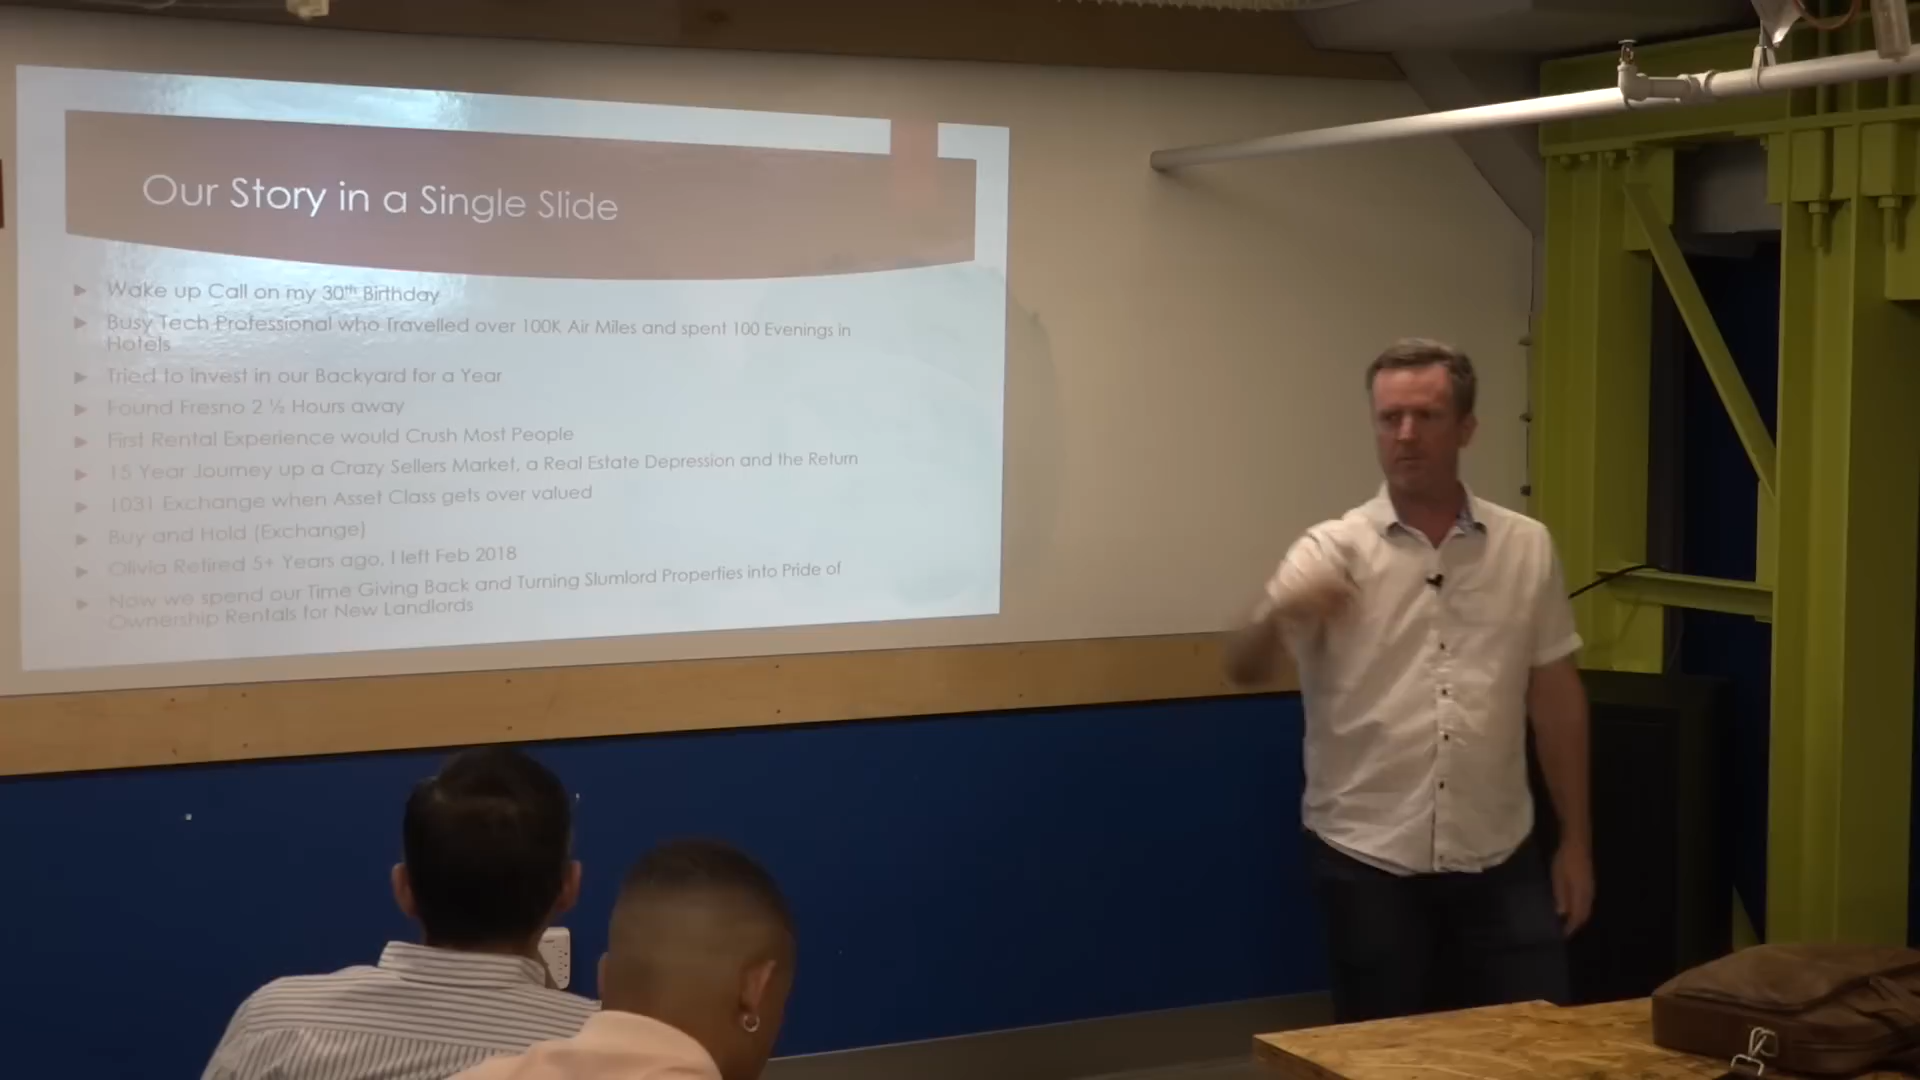 Our Story in a Single Slide
Wake up Call on my 30th Birthday
Busy Tech Professional who Travelled over 100K Air Miles and spent 100 Evenings in
Hotels
Tried to invest in our Backyard for a Year
Found Fresno 2 ½ Hours away
First Rental Experience would Crush Most People
15 Year Journey up a Crazy Sellers Market, a Real Estate Depression and the Return
1031 Exchange when Asset Class gets over valued
Buy and Hold (Exchange)
Olivia Retired 5+ Years ago, I left Feb 2018
Now we spend our Time Giving Back and Turning Slumlord Properties into Pride of
Ownership Rentals for New Landlords